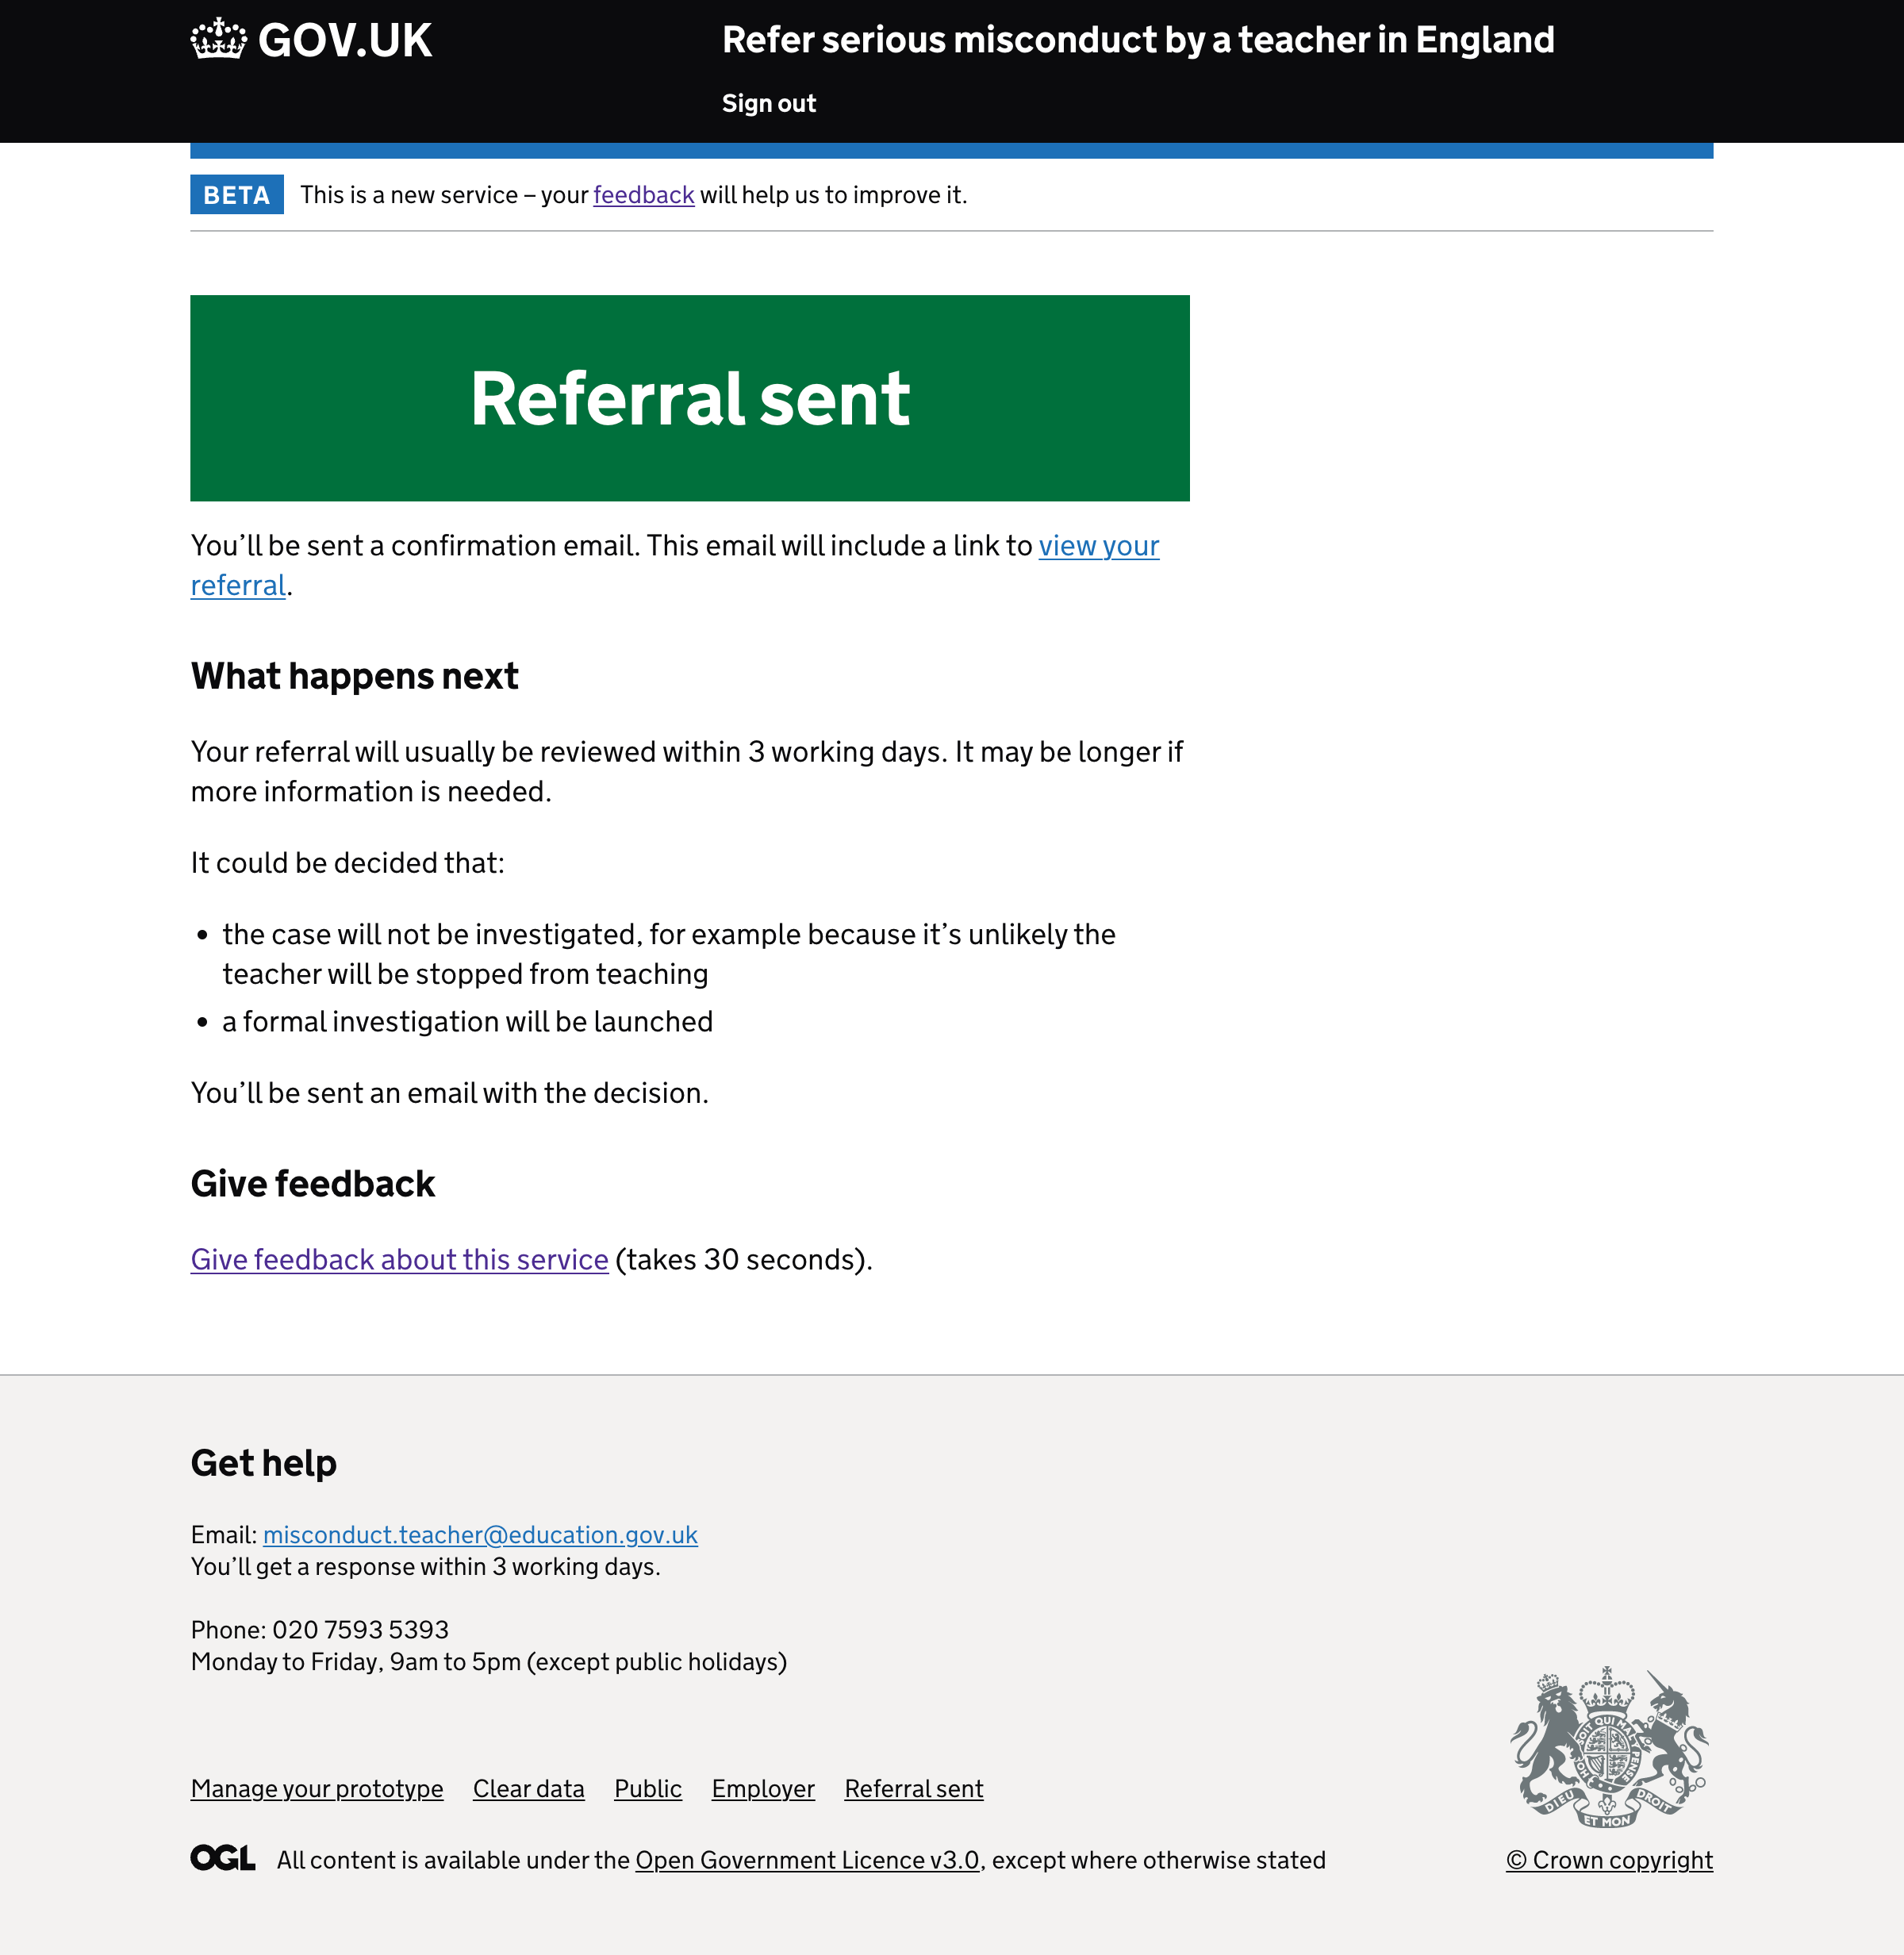 GOV.UK
Refer serious misconduct by a teacher in England
Sign out
BETA This is a new service – your feedback will help us to improve it.
Referral sent
You’ll be sent a confirmation email. This email will include a link to view your
referral.
What happens next
Your referral will usually be reviewed within 3 working days. It may be longer if
more information is needed.
It could be decided that:
• the case will not be investigated, for example because it’s unlikely the
teacher will be stopped from teaching
• a formal investigation will be launched
You’ll be sent an email with the decision.
Give feedback
Give feedback about this service (takes 30 seconds).
Get help
Email: misconduct.teacher@education.gov.uk
You’ll get a response within 3 working days.
Phone: 020 7593 5393
Monday to Friday, 9am to 5pm (except public holidays)
Manage your prototype Clear data Public Employer Referral sent
DIEU ET MON DROIT
OGL All content is available under the Open Government Licence v3.0, except where otherwise stated
© Crown copyright